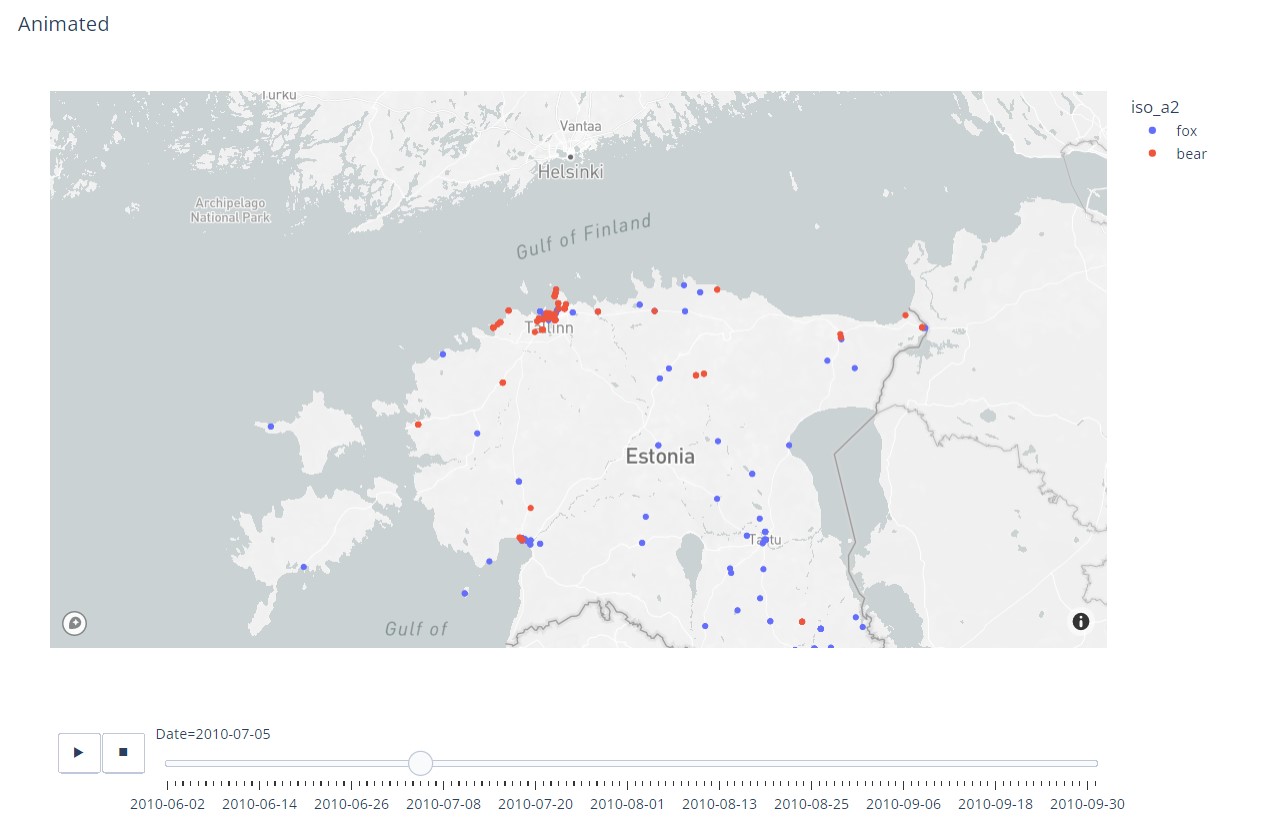 Animated
Turku
Vantaa
Helsinki
Archipelago
National Park
Gulf of Finland
Tallinn
Estonia
Tartu
Gulf of
iso_a2
fox
bear
Date=2010-07-05
2010-06-02 2010-06-14 2010-06-26 2010-07-08 2010-07-20 2010-08-01 2010-08-13 2010-08-25 2010-09-06 2010-09-18 2010-09-30